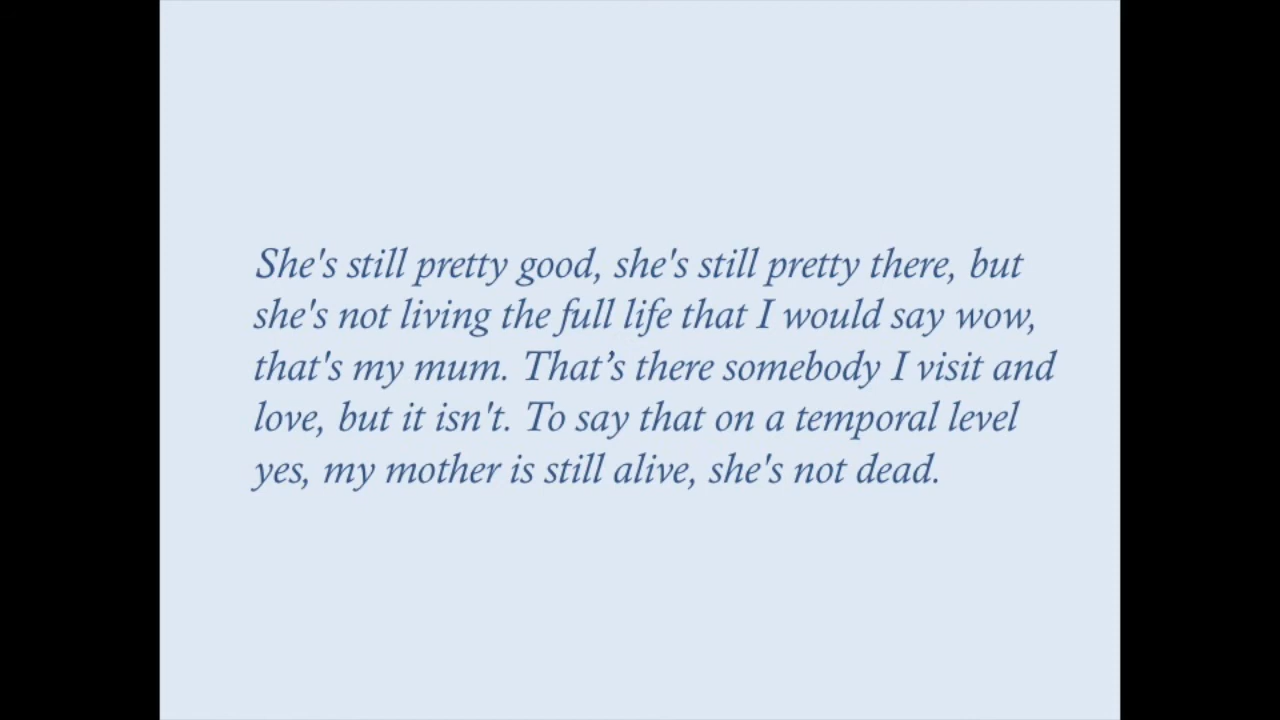 She's still pretty good, she's still pretty there, but
she's not living the full life that I would say wow,
that's my mum. That’s there somebody I visit and
love, but it isn't. To say that on a temporal level
yes, my mother is still alive, she's not dead.